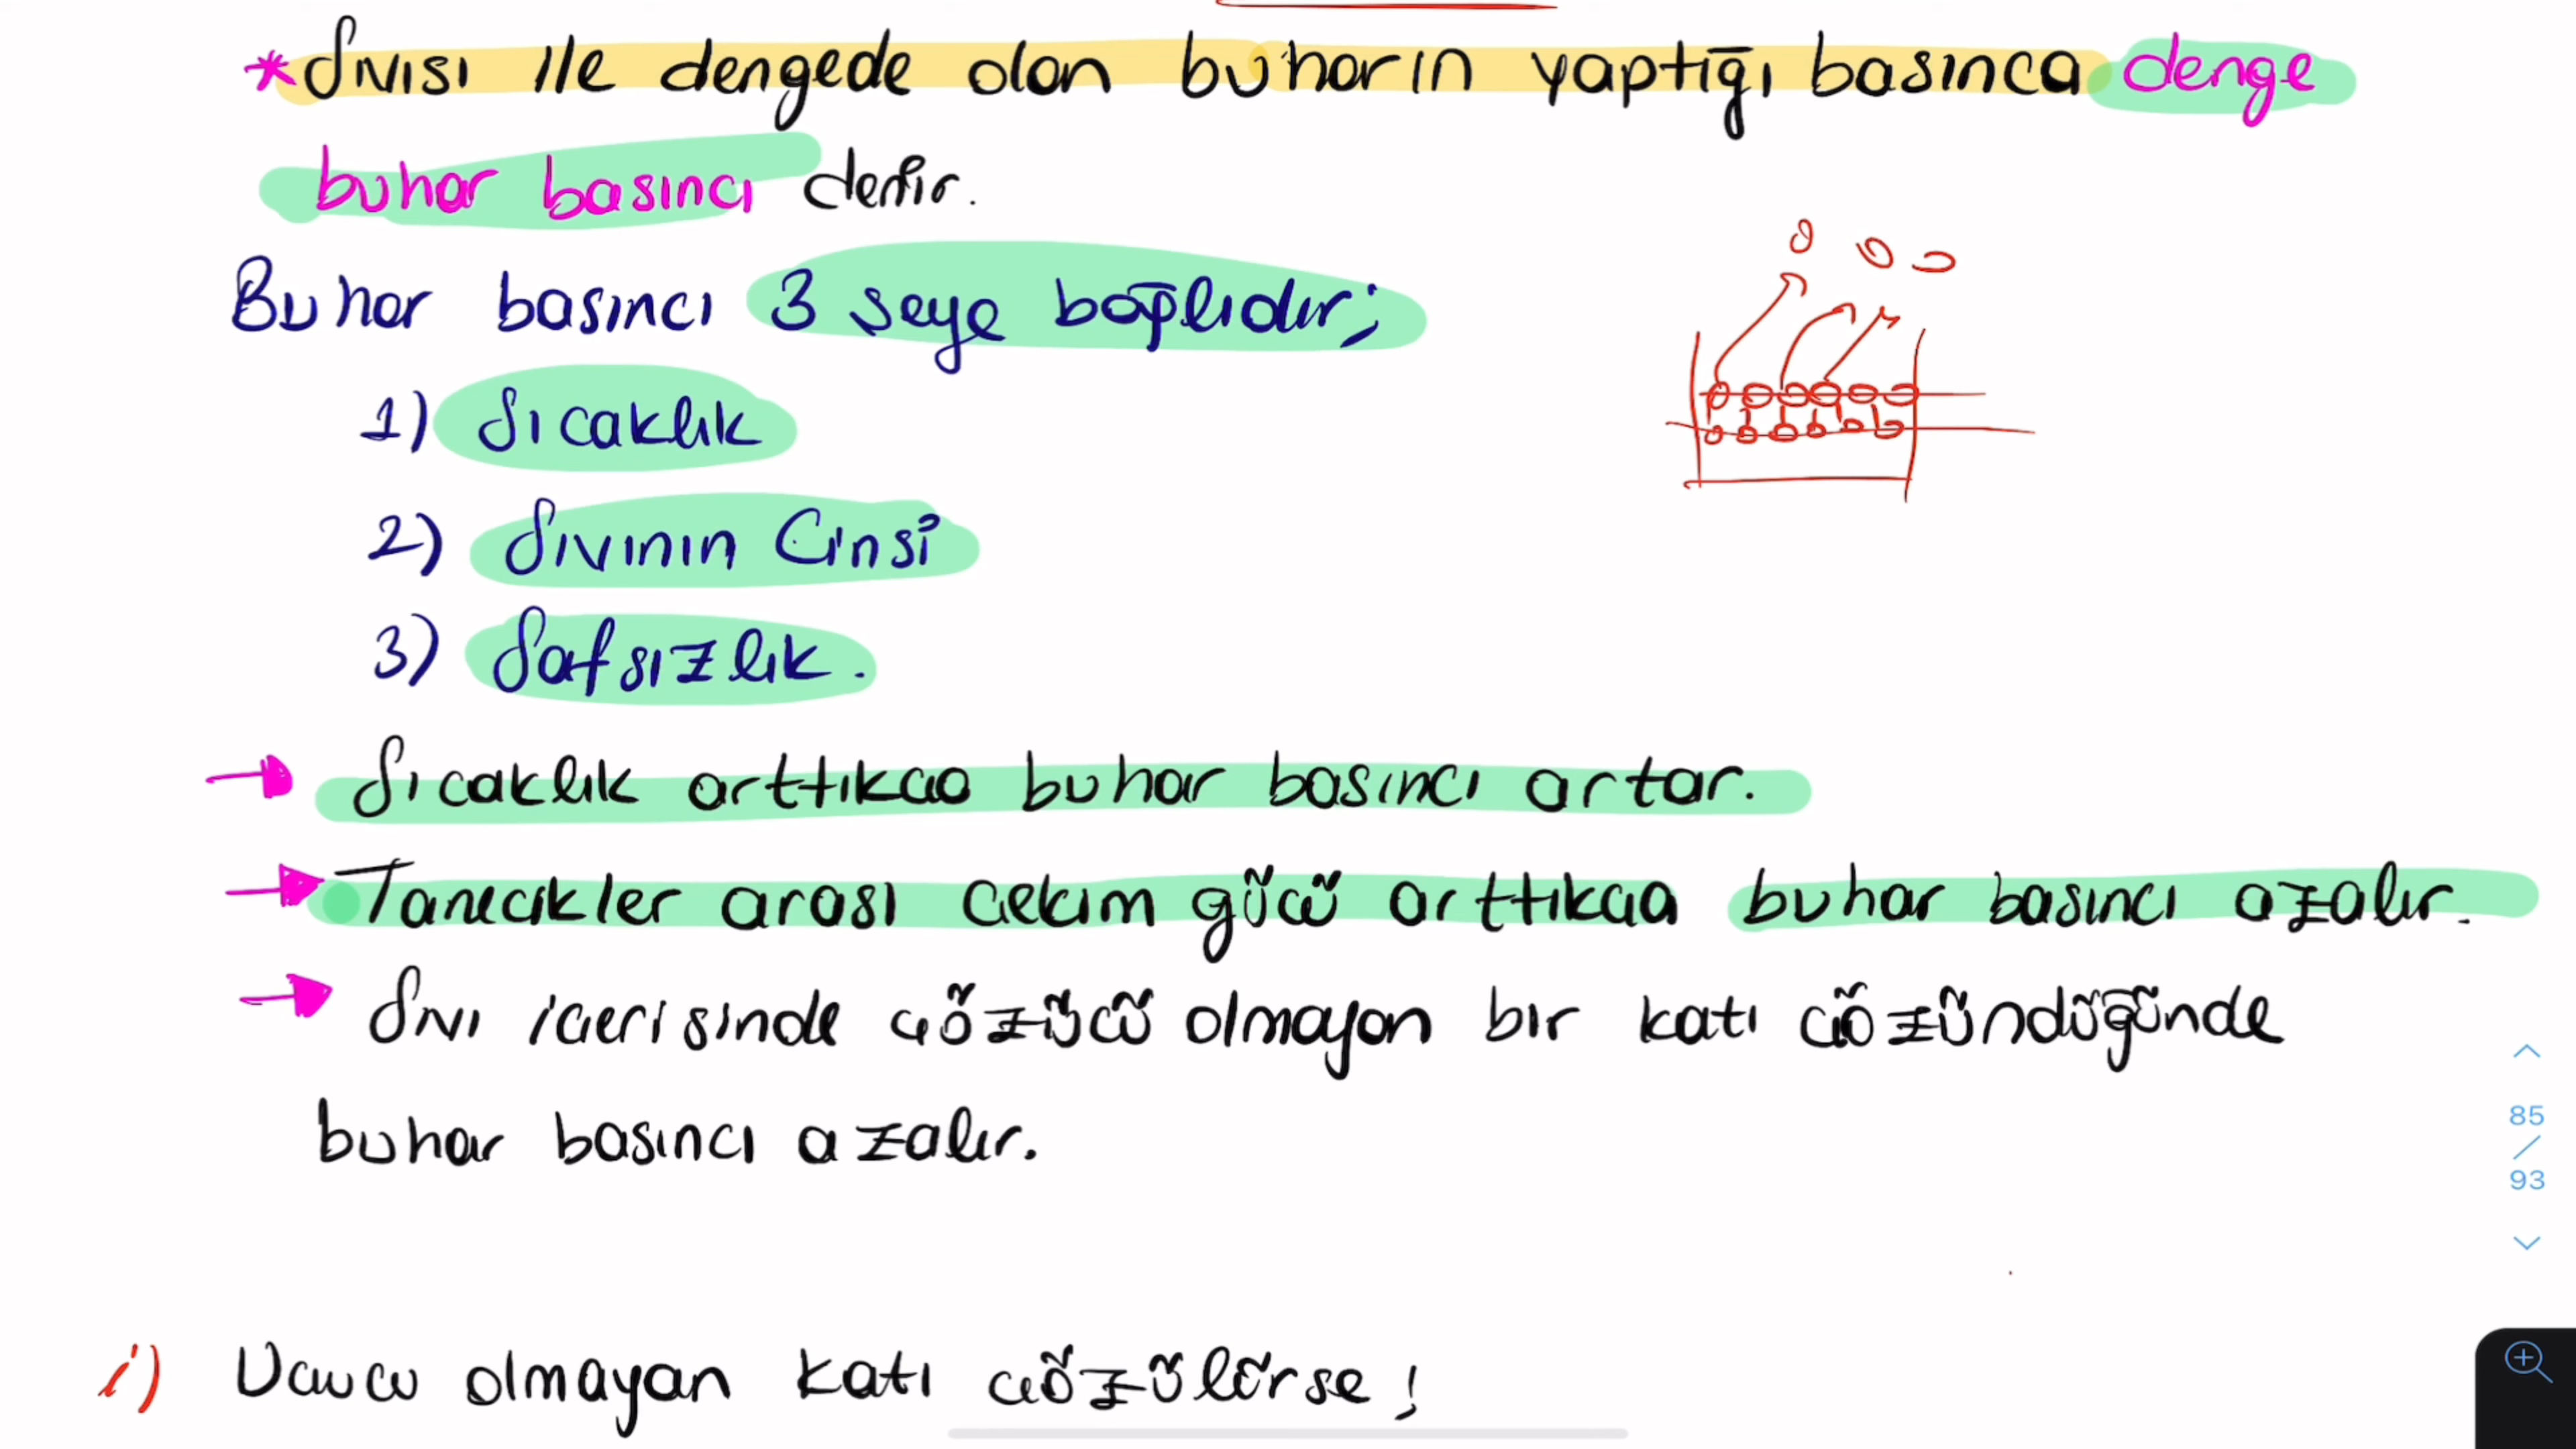 *Sıvısı ile dengede olan buharın yaptığı basınca denge
buhar basıncı denir.
Buhar basıncı 3 şeye bağlıdır;
1) Sıcaklık
2) Sıvının Cinsi
3) Safsızlık.
→ Sıcaklık arttıkça buhar basıncı artar.
→ Tanecikler arası çekim gücü arttıkça buhar basıncı azalır.
→ Sıvı içerisinde çözücü olmayan bir katı çözündüğünde
buhar basıncı azalır.
85
/
93
i) Uçucu olmayan katı çözülürse;